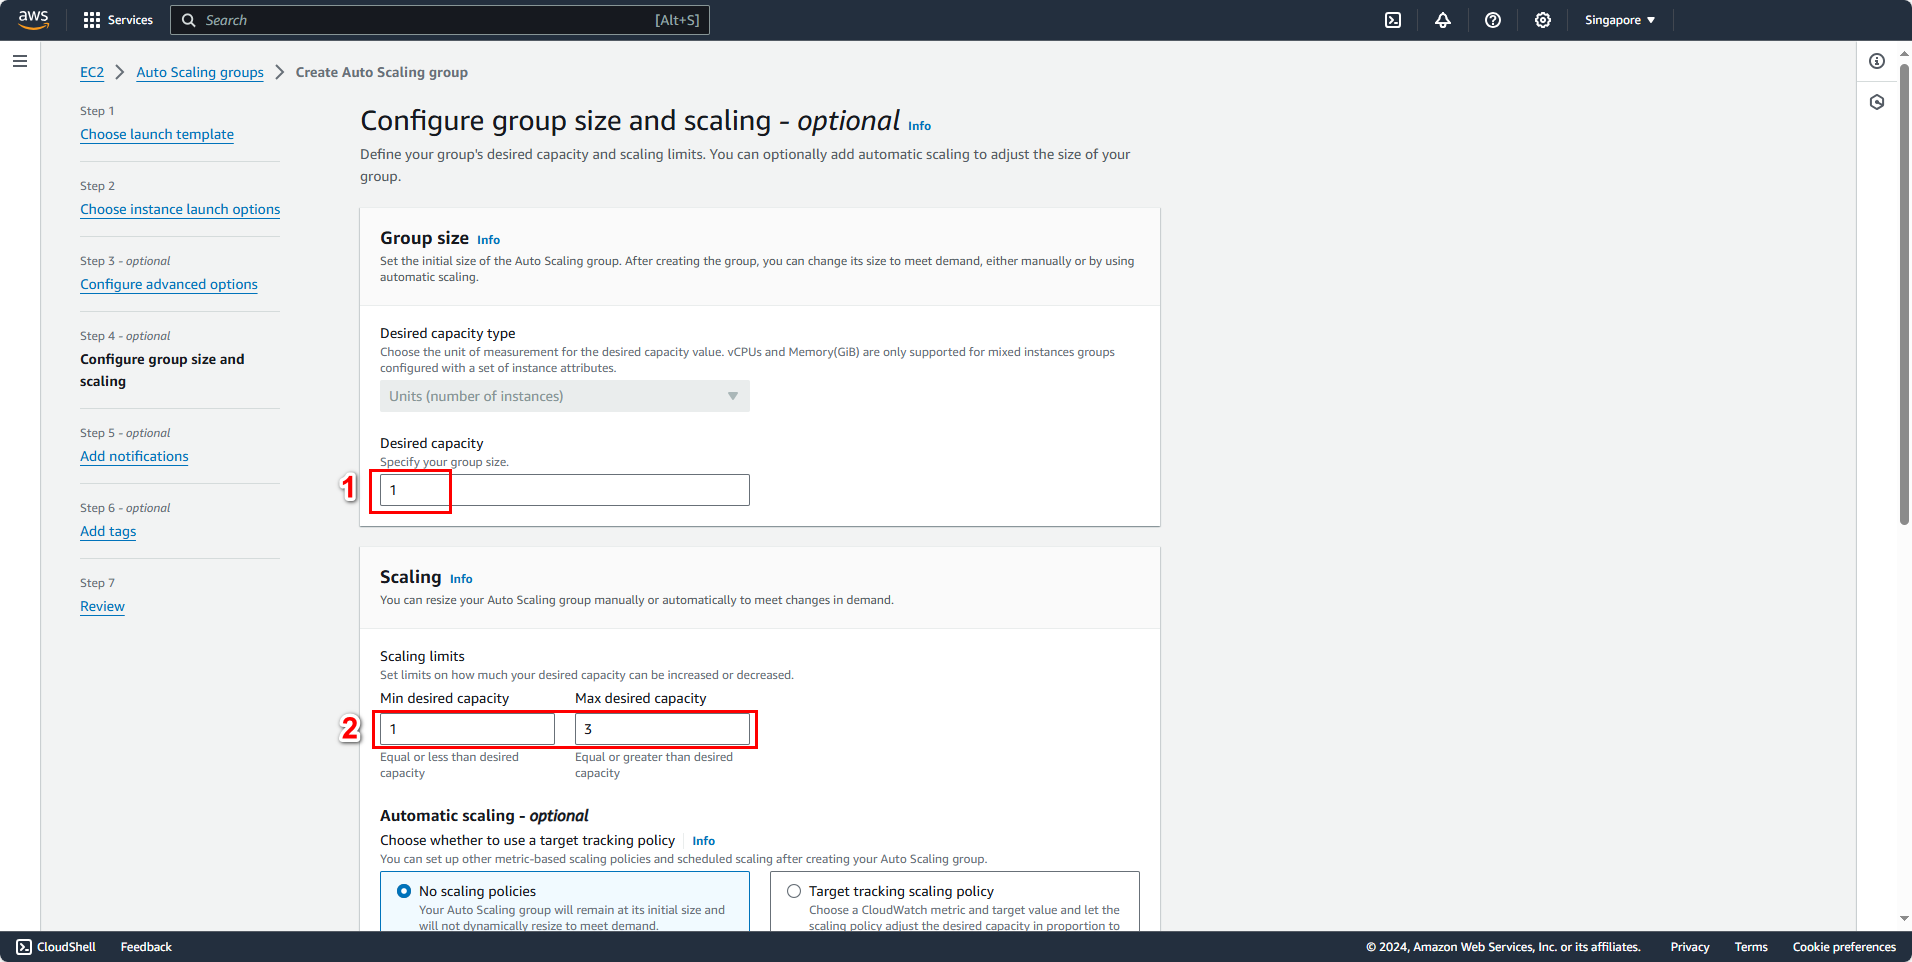 aws
Services
Search
[Alt+S]
Singapore
EC2
Auto Scaling groups
Create Auto Scaling group
Step 1
Choose launch template
Step 2
Choose instance launch options
Step 3 - optional
Configure advanced options
Step 4 - optional
Configure group size and
scaling
Step 5 - optional
Add notifications
Step 6 - optional
Add tags
Step 7
Review
Configure group size and scaling - optional Info
Define your group's desired capacity and scaling limits. You can optionally add automatic scaling to adjust the size of your
group.
Group size Info
Set the initial size of the Auto Scaling group. After creating the group, you can change its size to meet demand, either manually or by using
automatic scaling.
Desired capacity type
Choose the unit of measurement for the desired capacity value. vCPUs and Memory(GiB) are only supported for mixed instances groups
configured with a set of instance attributes.
Units (number of instances)
Desired capacity
Specify your group size.
1
1
Scaling Info
You can resize your Auto Scaling group manually or automatically to meet changes in demand.
Scaling limits
Set limits on how much your desired capacity can be increased or decreased.
Min desired capacity
Max desired capacity
2
1
3
Equal or less than desired
capacity
Equal or greater than desired
capacity
Automatic scaling - optional
Choose whether to use a target tracking policy Info
You can set up other metric-based scaling policies and scheduled scaling after creating your Auto Scaling group.
No scaling policies
Your Auto Scaling group will remain at its initial size and
will not dynamically resize to meet demand.
Target tracking scaling policy
Choose a CloudWatch metric and target value and let the
scaling policy adjust the desired capacity in proportion to
CloudShell
Feedback
© 2024, Amazon Web Services, Inc. or its affiliates.
Privacy
Terms
Cookie preferences